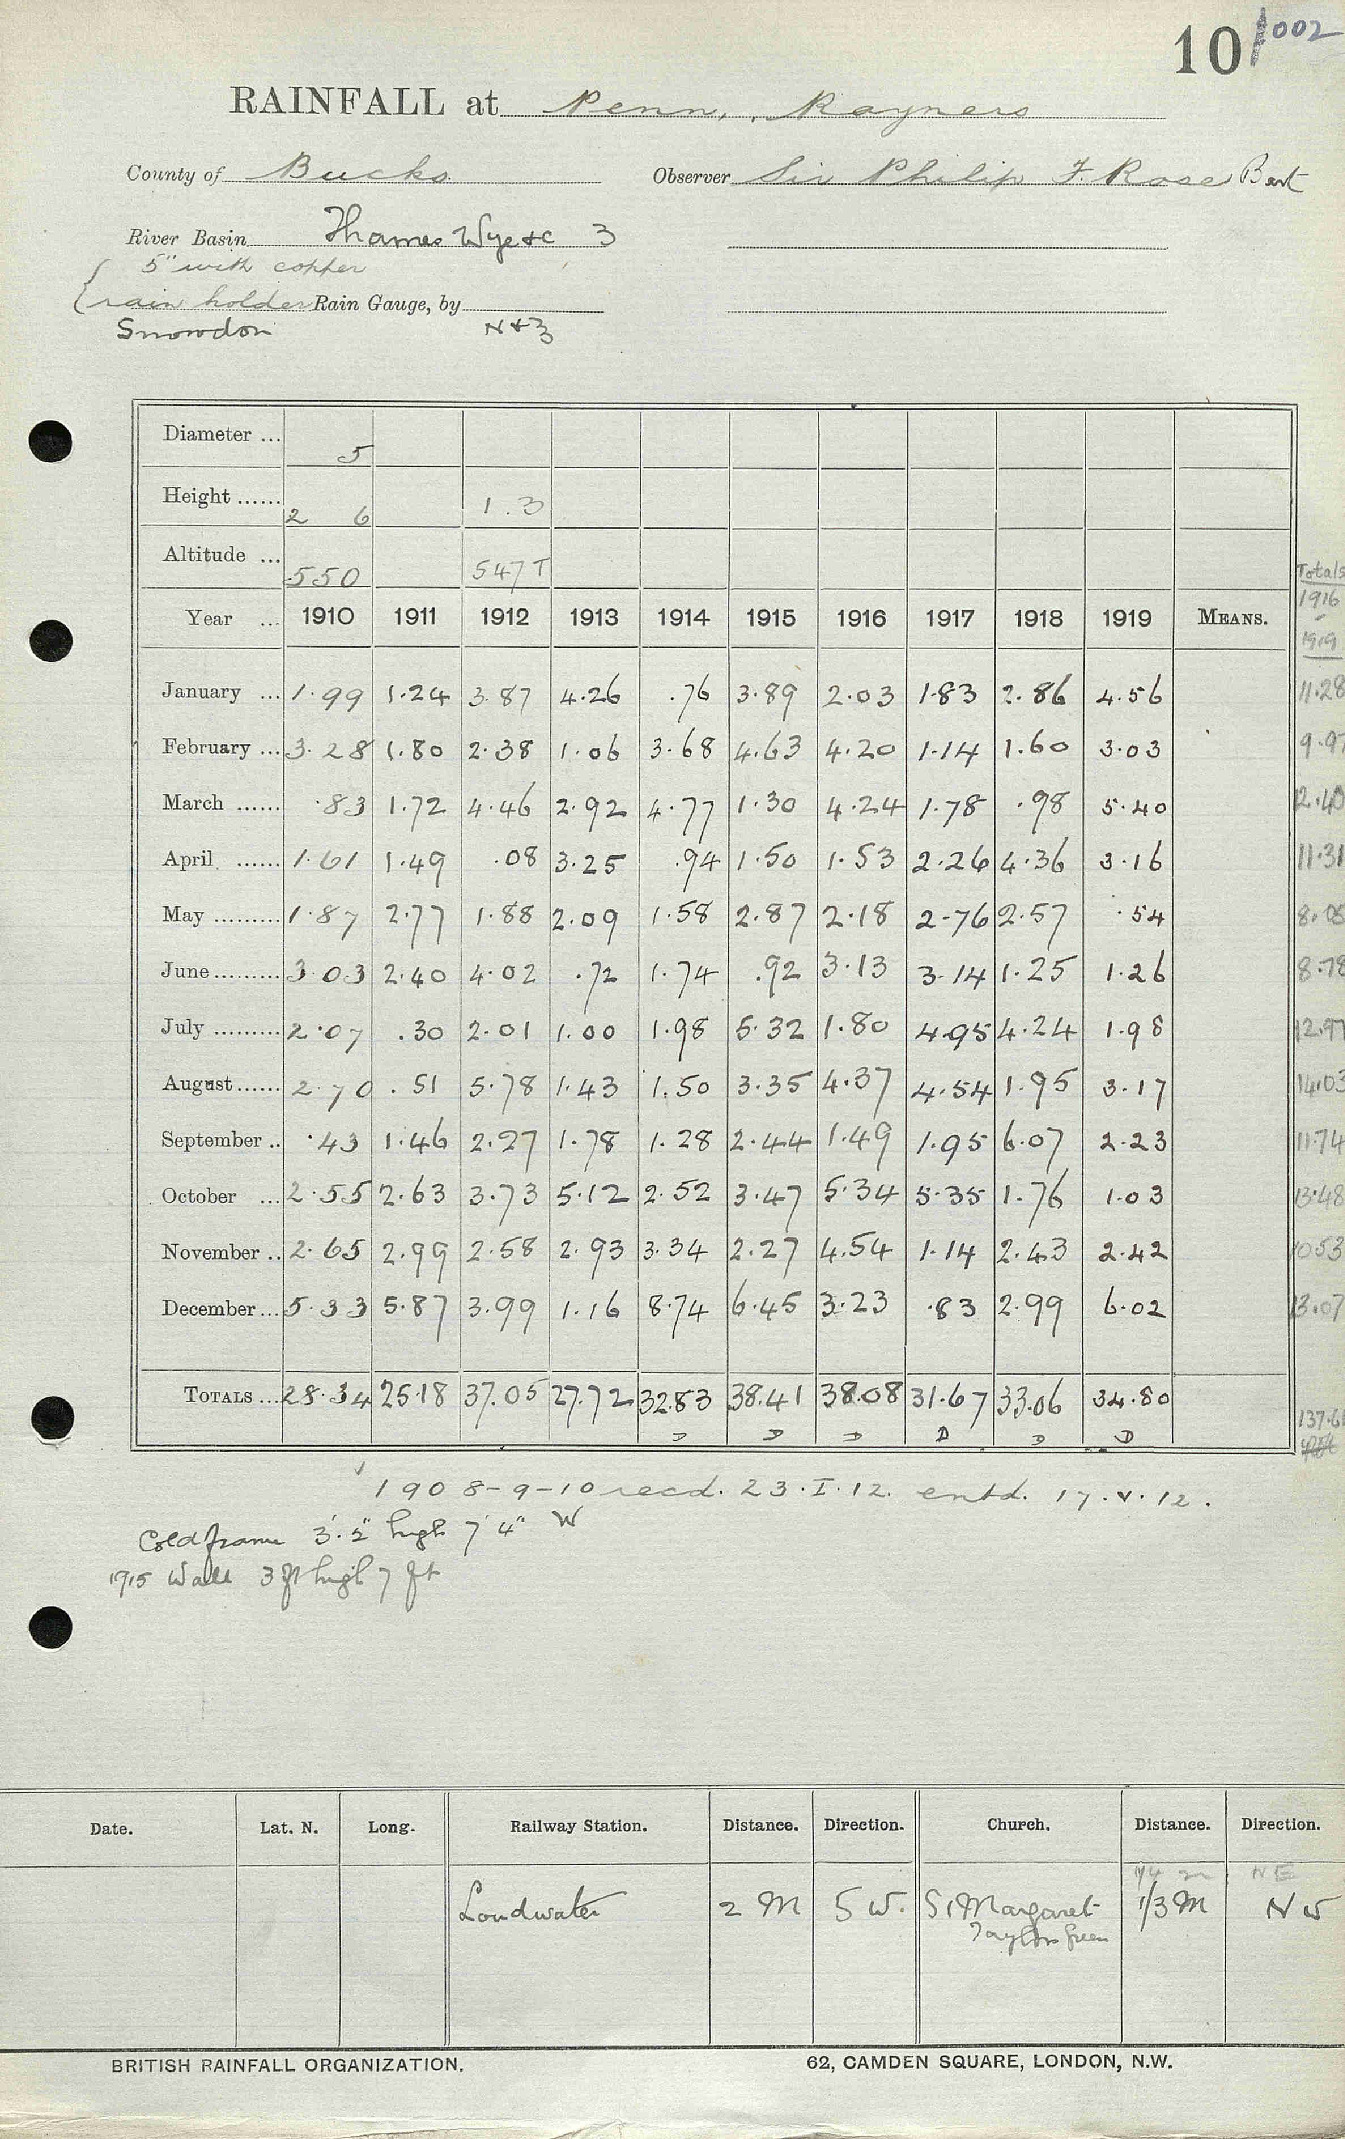 10 1002
RAINFALL at Penn, Rayners
County of Bucks Observer Sir Philip F. Rose Bart
River Basin Thames Wye &c 3
5" with copper
rain holder Rain Gauge, by
Snowdon N+3
Diameter ... 5
Height ...... 2 6 1.3
Altitude ... 550 547 T
Totals
Year ... 1910 1911 1912 1913 1914 1915 1916 1917 1918 1919 MEANS. 1916 - 1919
January ... 1.99 1.24 3.87 4.26 .76 3.89 2.03 1.83 2.86 4.56 11.28
February ... 3.28 1.80 2.38 1.06 3.68 4.63 4.20 1.14 1.60 3.03 9.97
March ...... .83 1.72 4.46 2.92 4.77 1.30 4.24 1.78 .98 5.40 12.40
April ...... 1.61 1.49 .08 3.25 .94 1.50 1.53 2.26 4.36 3.16 11.31
May ......... 1.87 2.77 1.88 2.09 1.58 2.87 2.18 2.76 2.57 .54 8.05
June ......... 3.03 2.40 4.02 .72 1.74 .92 3.13 3.14 1.25 1.26 8.78
July ......... 2.07 .30 2.01 1.00 1.98 5.32 1.80 4.95 4.24 1.98 12.97
August ...... 2.70 .51 5.78 1.43 1.50 3.35 4.37 4.54 1.95 3.17 14.03
September .. .43 1.46 2.27 1.78 1.28 2.44 1.49 1.95 6.07 2.23 11.74
October ... 2.55 2.63 3.73 5.12 2.52 3.47 5.34 5.35 1.76 1.03 13.48
November .. 2.65 2.99 2.58 2.93 3.34 2.27 4.54 1.14 2.43 2.42 10.53
December ... 5.33 5.87 3.99 1.16 8.74 6.45 3.23 .83 2.99 6.02 13.07
TOTALS ... 28.34 25.18 37.05 27.72 32.83 38.41 38.08 31.67 33.06 34.80 137.61
D D D D D D
1908-9-10 recd. 23.I.12. entd. 17.V.12.
Cold frame 3'.5" high 7' 4" W
1915 Wall 3 ft high 7 ft
Date. Lat. N. Long. Railway Station. Distance. Direction. Church. Distance. Direction.
1/4 m NE
Loudwater 2 M S W. St Margaret 1/3 M N W
Taylors Green
BRITISH RAINFALL ORGANIZATION. 62, CAMDEN SQUARE, LONDON, N.W.